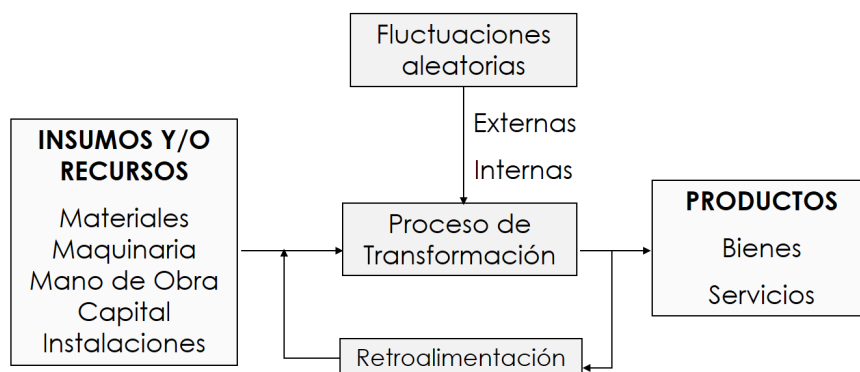 Fluctuaciones
aleatorias
Externas
Internas
INSUMOS Y/O
RECURSOS
Materiales
Maquinaria
Mano de Obra
Capital
Instalaciones
Proceso de
Transformación
PRODUCTOS
Bienes
Servicios
Retroalimentación